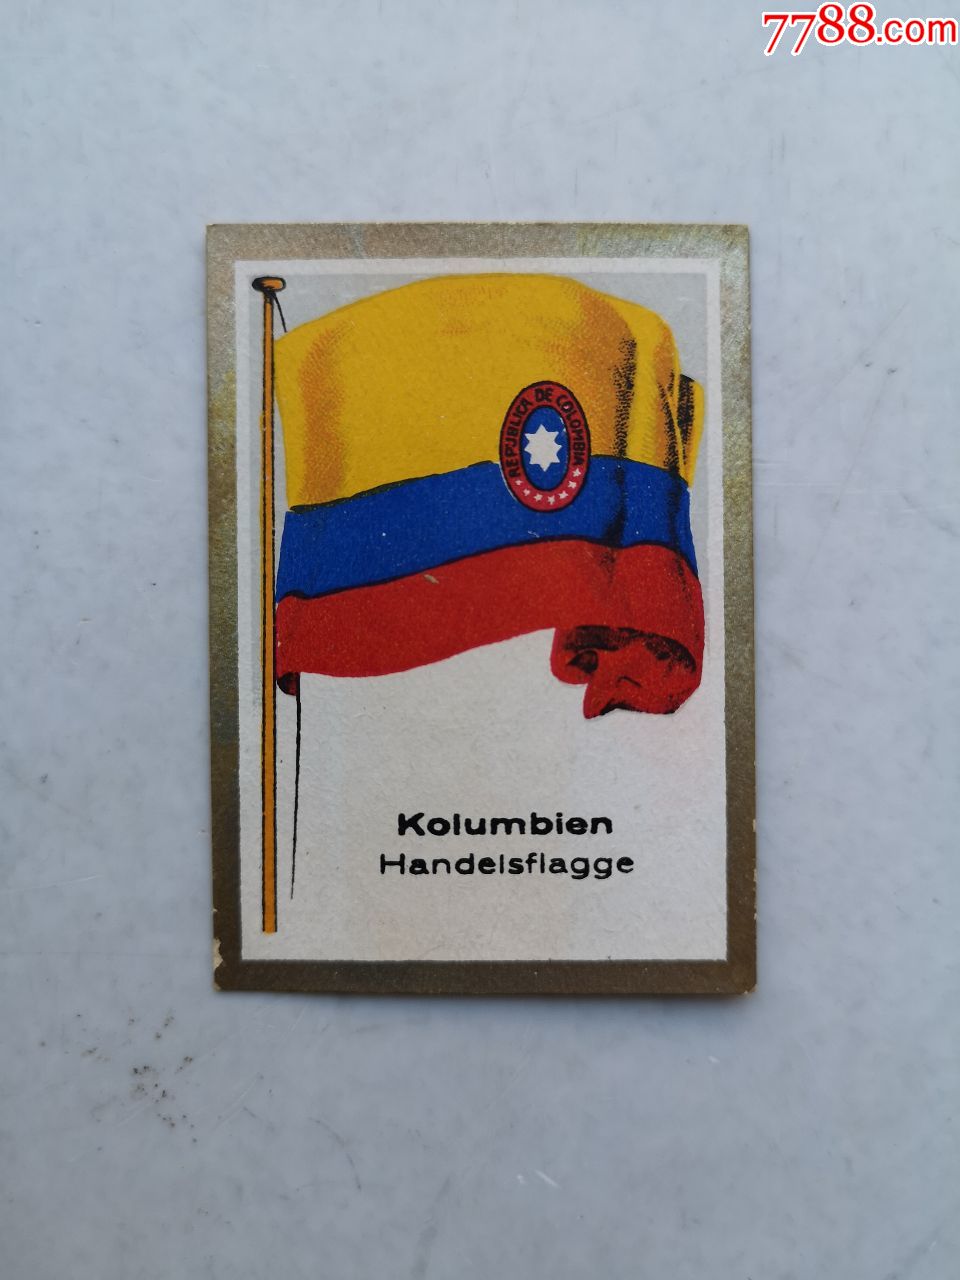 7788.com
REPUBLICA DE COLOMBIA
Kolumbien
Handelsflagge